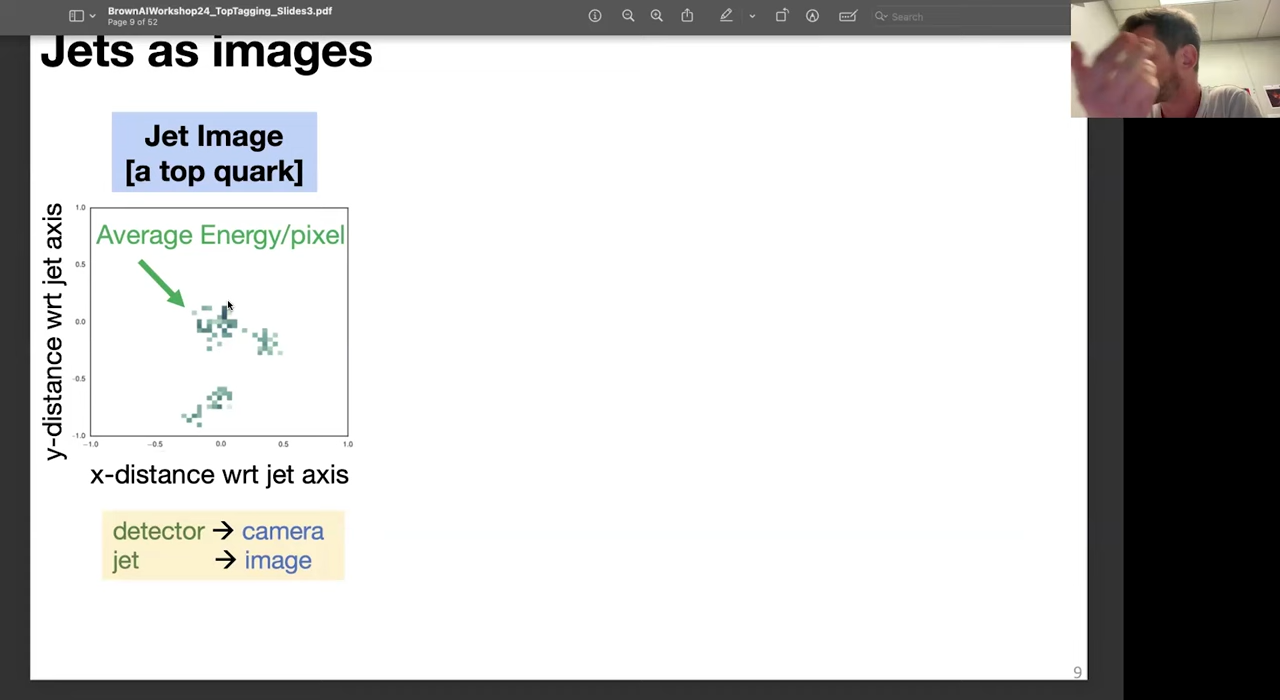 BrownAIWorkshop24_TopTagging_Slides3.pdf
Page 9 of 52
Search
Jets as images
Jet Image
[a top quark]
Average Energy/pixel
y-distance wrt jet axis
1.0
0.5
0.0
-0.5
-1.0
-1.0
-0.5
0.0
0.5
1.0
x-distance wrt jet axis
detector → camera
jet → image
9